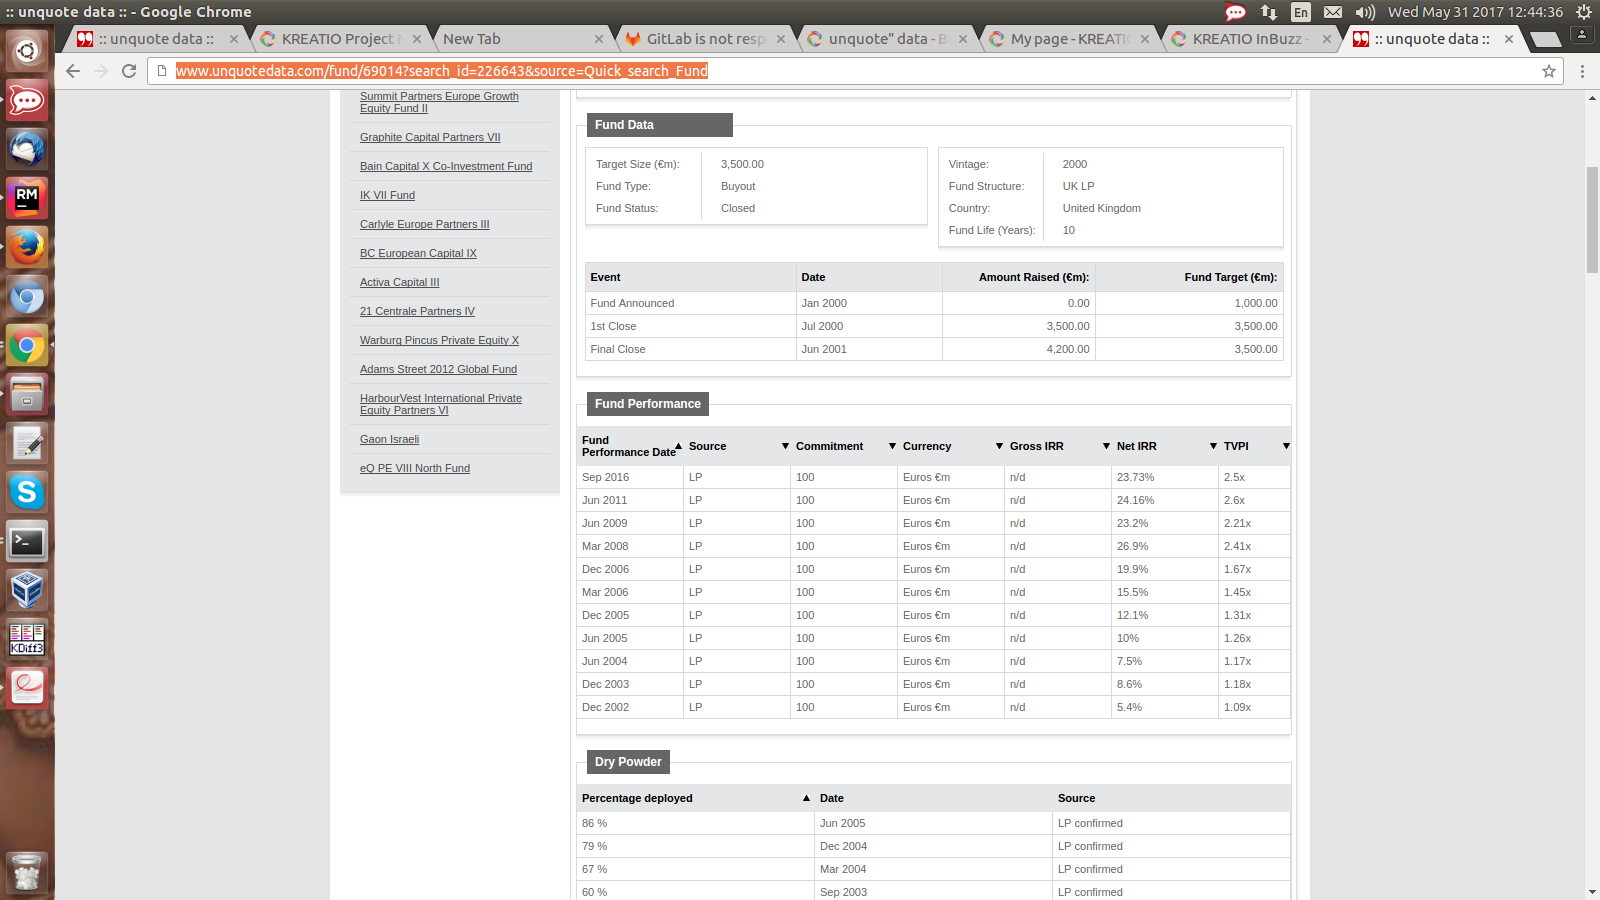 :: unquote data :: - Google Chrome
En
Wed May 31 2017 12:44:36
:: unquote data ::
KREATIO Project
New Tab
GitLab is not resp
unquote" data -
My page - KREATIO
KREATIO InBuzz -
:: unquote data ::
www.unquotedata.com/fund/69014?search_id=226643&source=Quick_search_Fund
Summit Partners Europe Growth
Equity Fund II
Graphite Capital Partners VII
Bain Capital X Co-Investment Fund
IK VII Fund
Carlyle Europe Partners III
BC European Capital IX
Activa Capital III
21 Centrale Partners IV
Warburg Pincus Private Equity X
Adams Street 2012 Global Fund
HarbourVest International Private
Equity Partners VI
Gaon Israeli
eQ PE VIII North Fund
RM
KDiff3
Fund Data
Target Size (€m): 3,500.00
Fund Type: Buyout
Fund Status: Closed
Vintage: 2000
Fund Structure: UK LP
Country: United Kingdom
Fund Life (Years): 10
Event Date Amount Raised (€m): Fund Target (€m):
Fund Announced Jan 2000 0.00 1,000.00
1st Close Jul 2000 3,500.00 3,500.00
Final Close Jun 2001 4,200.00 3,500.00
Fund Performance
Fund
Performance Date Source Commitment Currency Gross IRR Net IRR TVPI
Sep 2016 LP 100 Euros €m n/d 23.73% 2.5x
Jun 2011 LP 100 Euros €m n/d 24.16% 2.6x
Jun 2009 LP 100 Euros €m n/d 23.2% 2.21x
Mar 2008 LP 100 Euros €m n/d 26.9% 2.41x
Dec 2006 LP 100 Euros €m n/d 19.9% 1.67x
Mar 2006 LP 100 Euros €m n/d 15.5% 1.45x
Dec 2005 LP 100 Euros €m n/d 12.1% 1.31x
Jun 2005 LP 100 Euros €m n/d 10% 1.26x
Jun 2004 LP 100 Euros €m n/d 7.5% 1.17x
Dec 2003 LP 100 Euros €m n/d 8.6% 1.18x
Dec 2002 LP 100 Euros €m n/d 5.4% 1.09x
Dry Powder
Percentage deployed Date Source
86 % Jun 2005 LP confirmed
79 % Dec 2004 LP confirmed
67 % Mar 2004 LP confirmed
60 % Sep 2003 LP confirmed